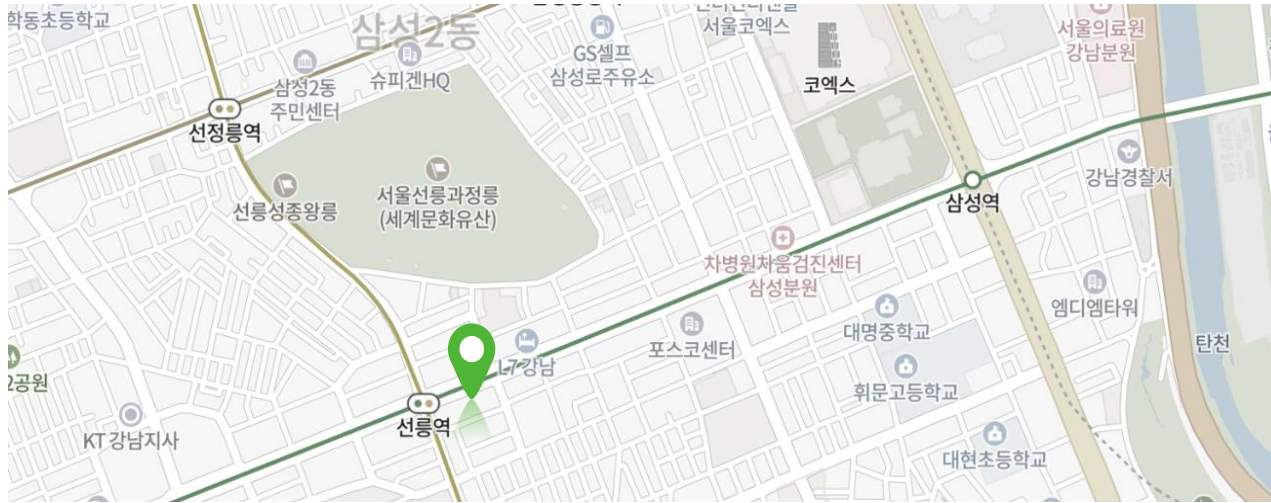 학동초등학교
삼성2동
슈피겐HQ
삼성2동
주민센터
선정릉역
GS셀프
삼성로주유소
서울코엑스
코엑스
서울의료원
강남분원
선릉성종왕릉
서울선릉과정릉
(세계문화유산)
강남경찰서
삼성역
차병원차움검진센터
삼성분원
엠디엠타워
대명중학교
포스코센터
탄천
L7강남
2공원
휘문고등학교
선릉역
KT강남지사
대현초등학교